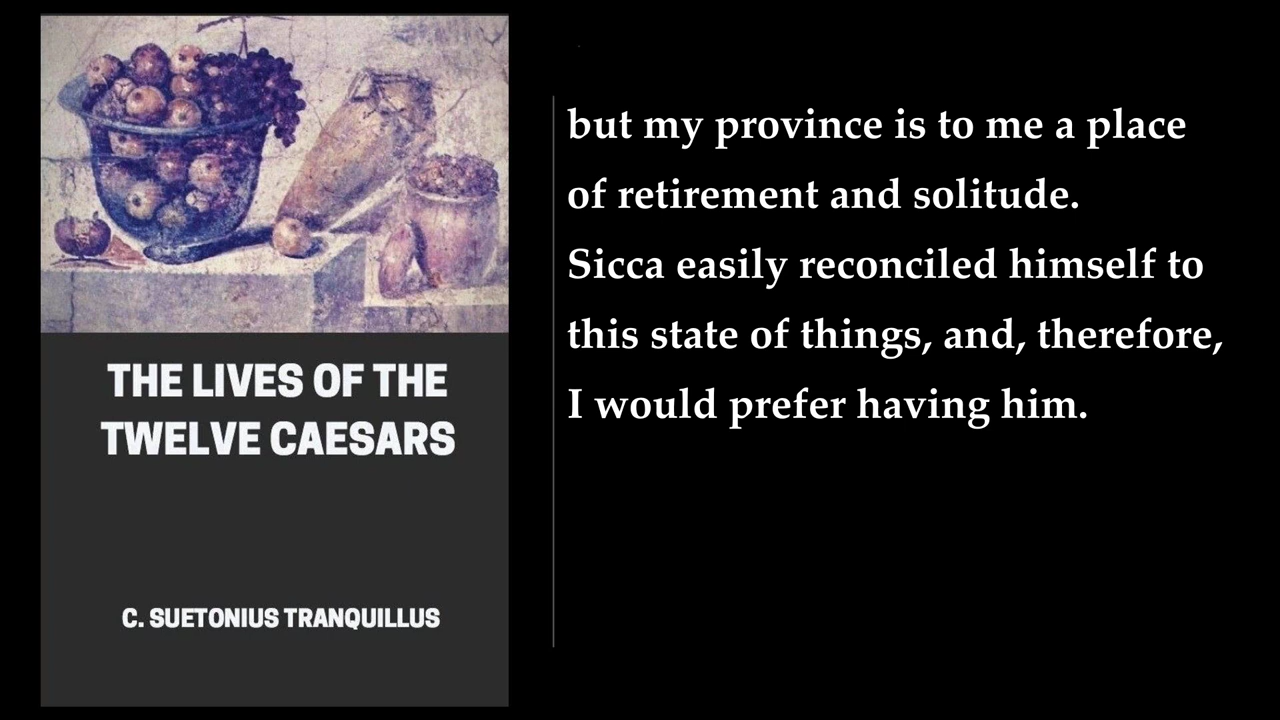 THE LIVES OF THE
TWELVE CAESARS
C. SUETONIUS TRANQUILLUS
but my province is to me a place
of retirement and solitude.
Sicca easily reconciled himself to
this state of things, and, therefore,
I would prefer having him.